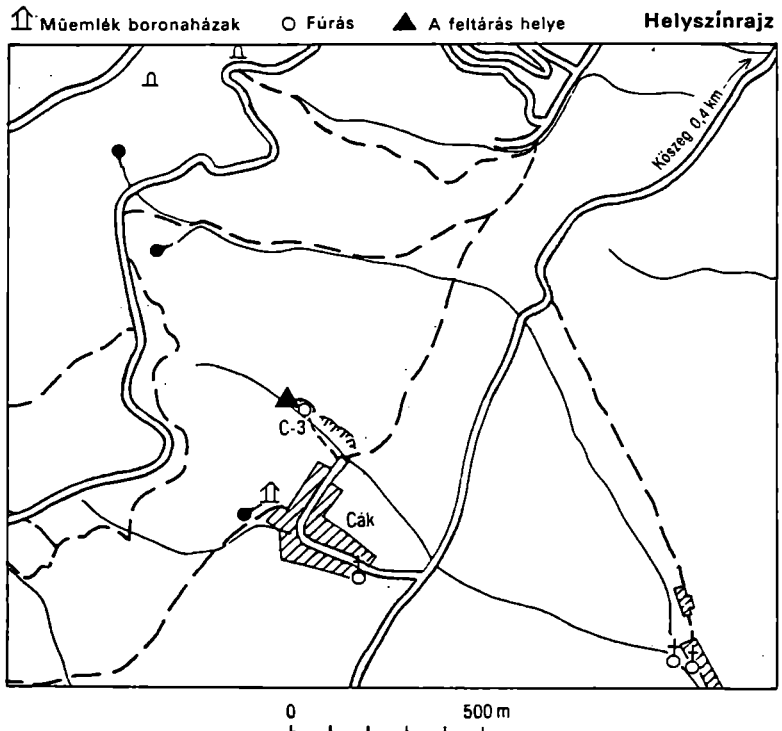 Műemlék boronaházak Fúrás A feltárás helye Helyszínrajz
Kőszeg 0,4 km
C-3
Cák
0 500 m